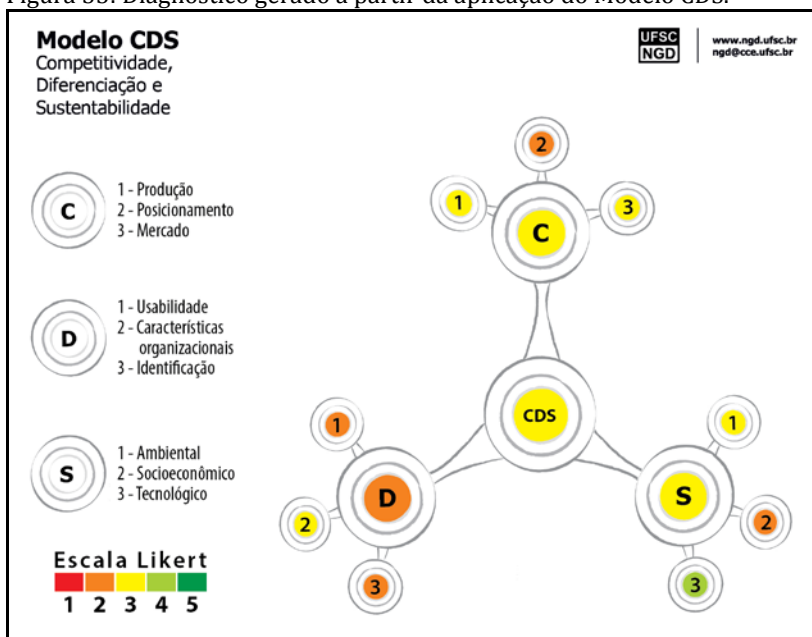 Figura 33: Diagnóstico gerado a partir da aplicação do Modelo CDS.
Modelo CDS
Competitividade,
Diferenciação e
Sustentabilidade
UFSC
NGD
www.ngd.ufsc.br
ngd@cce.ufsc.br
C
1 - Produção
2 - Posicionamento
3 - Mercado
D
1 - Usabilidade
2 - Características
organizacionais
3 - Identificação
S
1 - Ambiental
2 - Socioeconômico
3 - Tecnológico
Escala Likert
1 2 3 4 5
2
1
3
C
CDS
1
D
2
3
1
S
2
3